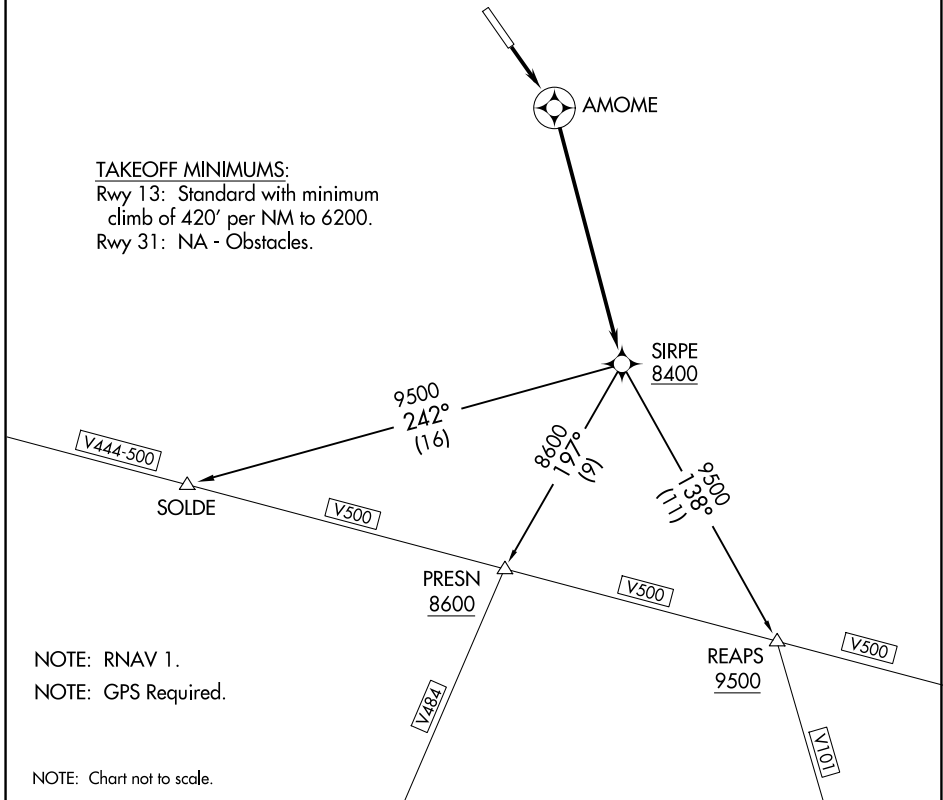 AMOME
TAKEOFF MINIMUMS:
Rwy 13: Standard with minimum
climb of 420' per NM to 6200.
Rwy 31: NA - Obstacles.
SIRPE
8400
9500
242°
(16)
8600
197°
(9)
9500
138°
(11)
V444-500
SOLDE
V500
PRESN
8600
V500
REAPS
9500
V500
NOTE: RNAV 1.
NOTE: GPS Required.
V484
V101
NOTE: Chart not to scale.